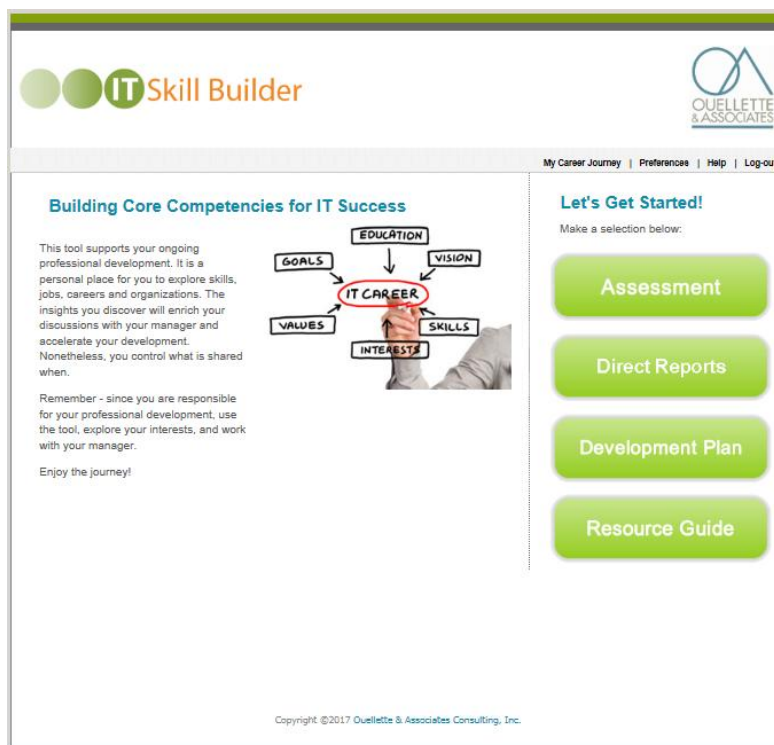 IT Skill Builder
OUELLETTE
& ASSOCIATES
My Career Journey | Preferences | Help | Log-out
Building Core Competencies for IT Success
This tool supports your ongoing
professional development. It is a
personal place for you to explore skills,
jobs, careers and organizations. The
insights you discover will enrich your
discussions with your manager and
accelerate your development.
Nonetheless, you control what is shared
when.
Remember - since you are responsible
for your professional development, use
the tool, explore your interests, and work
with your manager.
Enjoy the journey!
EDUCATION
GOALS
VISION
IT CAREER
VALUES
SKILLS
INTERESTS
Let's Get Started!
Make a selection below:
Assessment
Direct Reports
Development Plan
Resource Guide
Copyright ©2017 Ouellette & Associates Consulting, Inc.